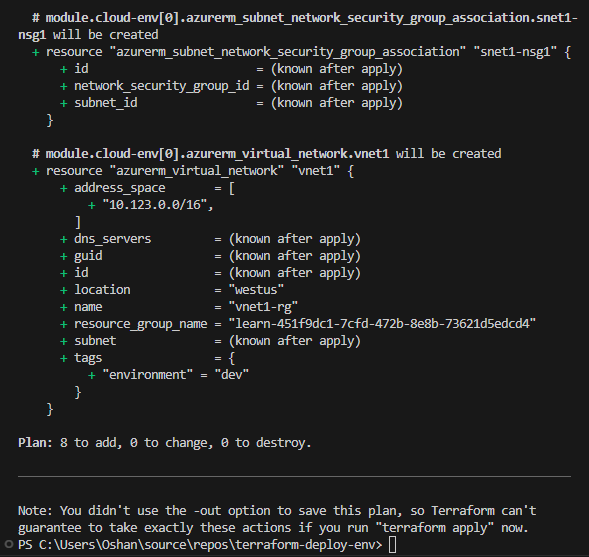 # module.cloud-env[0].azurerm_subnet_network_security_group_association.snet1-
nsg1 will be created
+ resource "azurerm_subnet_network_security_group_association" "snet1-nsg1" {
+ id = (known after apply)
+ network_security_group_id = (known after apply)
+ subnet_id = (known after apply)
}
# module.cloud-env[0].azurerm_virtual_network.vnet1 will be created
+ resource "azurerm_virtual_network" "vnet1" {
+ address_space = [
+ "10.123.0.0/16",
]
+ dns_servers = (known after apply)
+ guid = (known after apply)
+ id = (known after apply)
+ location = "westus"
+ name = "vnet1-rg"
+ resource_group_name = "learn-451f9dc1-7cfd-472b-8e8b-73621d5edcd4"
+ subnet = (known after apply)
+ tags = {
+ "environment" = "dev"
}
}
Plan: 8 to add, 0 to change, 0 to destroy.
Note: You didn't use the -out option to save this plan, so Terraform can't
guarantee to take exactly these actions if you run "terraform apply" now.
PS C:\Users\Oshan\source\repos\terraform-deploy-env>